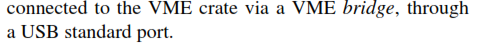 connected to the VME crate via a VME bridge, through
a USB standard port.